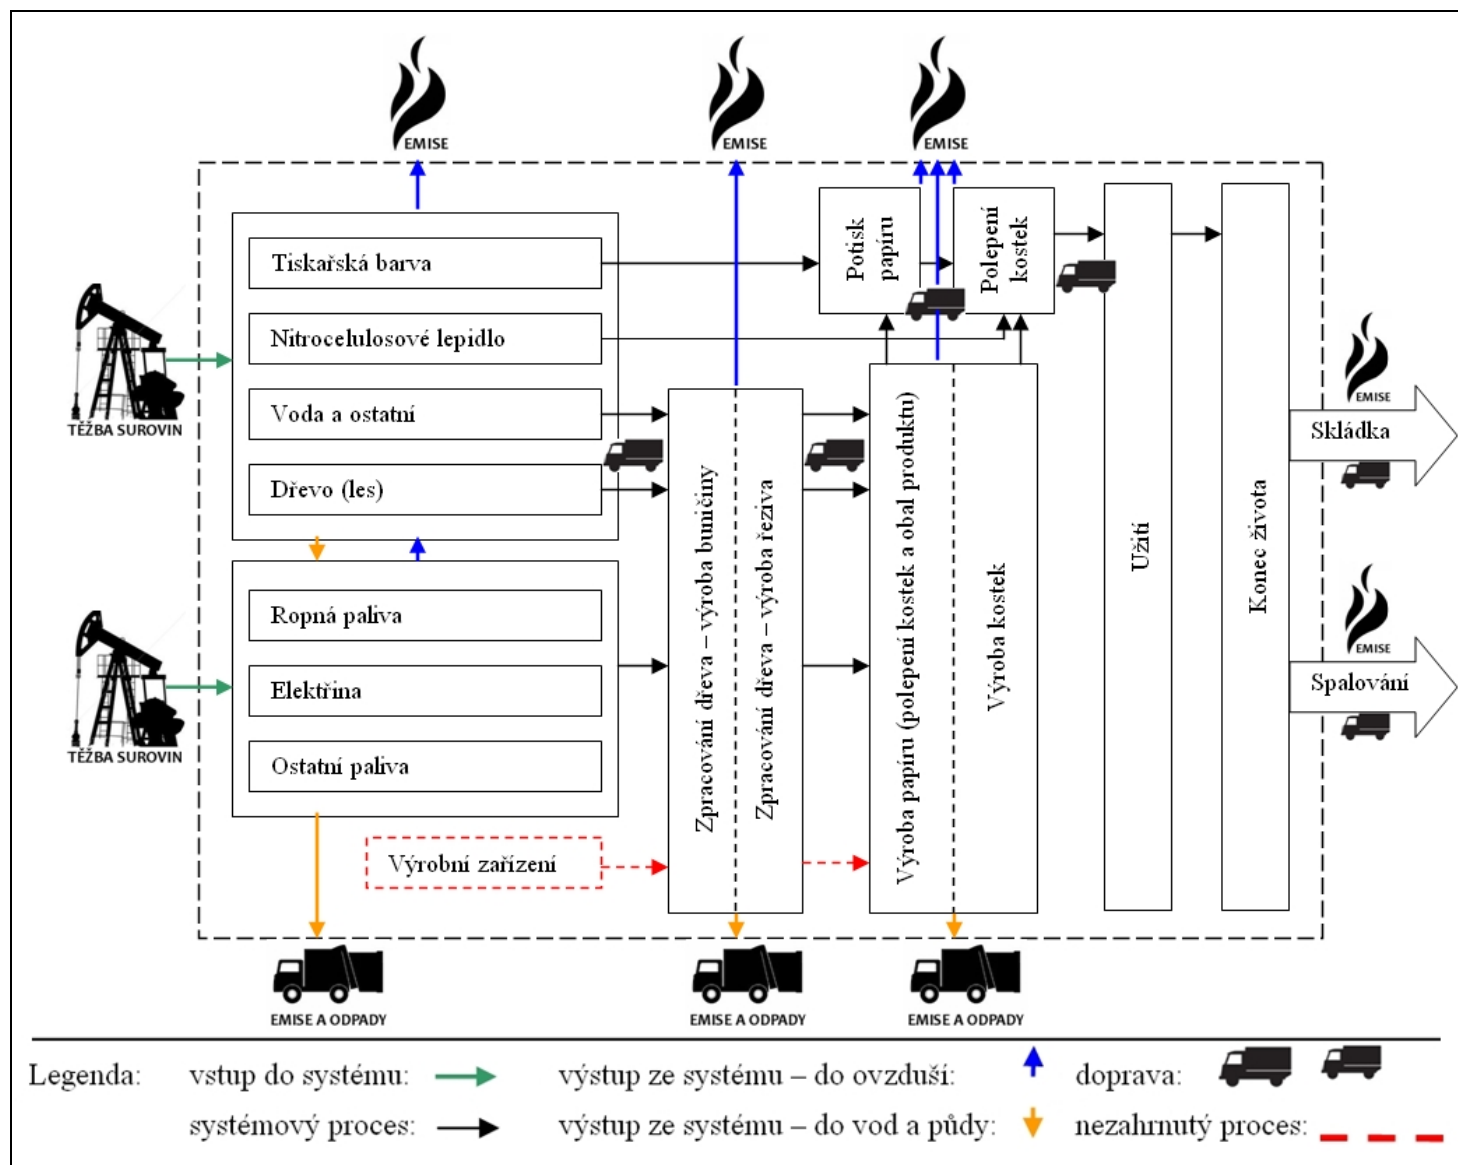 EMISE
EMISE
EMISE
Tiskařská barva
Potisk
papíru
Polepení
kostek
TĚŽBA SUROVIN
Nitrocelulosové lepidlo
Voda a ostatní
Dřevo (les)
Zpracování dřeva – výroba buničiny
Zpracování dřeva – výroba řeziva
Výroba papíru (polepení kostek a obal produktu)
Výroba kostek
Užití
Konec života
EMISE
Skládka
TĚŽBA SUROVIN
Ropná paliva
Elektřina
Ostatní paliva
EMISE
Spalování
Výrobní zařízení
EMISE A ODPADY
EMISE A ODPADY
EMISE A ODPADY
Legenda: vstup do systému: výstup ze systému – do ovzduší: doprava:
systémový proces: výstup ze systému – do vod a půdy: nezahrnutý proces: